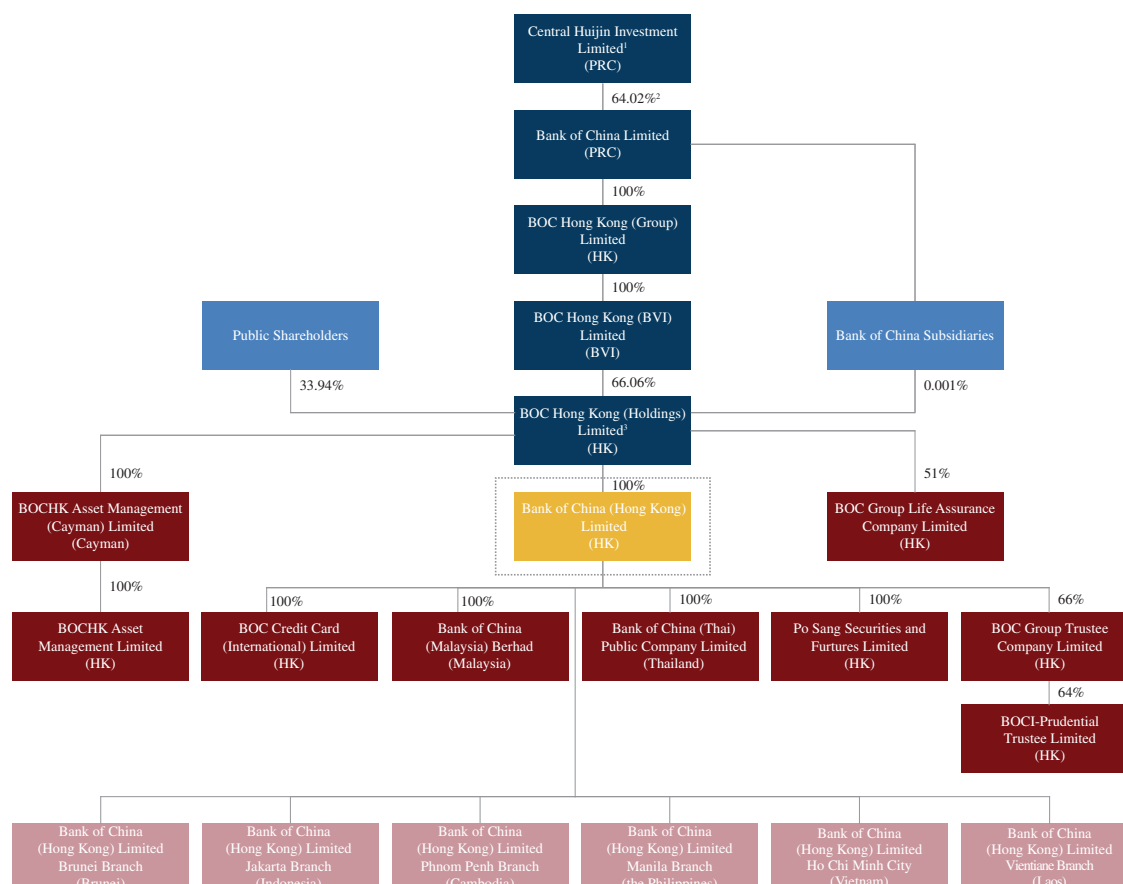 Central Huijin Investment
Limited¹
(PRC)
64.02%²
Bank of China Limited
(PRC)
100%
BOC Hong Kong (Group)
Limited
(HK)
100%
Public Shareholders
BOC Hong Kong (BVI)
Limited
(BVI)
Bank of China Subsidiaries
33.94%
66.06%
0.001%
BOC Hong Kong (Holdings)
Limited³
(HK)
100%
100%
51%
BOCHK Asset Management
(Cayman) Limited
(Cayman)
Bank of China (Hong Kong)
Limited
(HK)
BOC Group Life Assurance
Company Limited
(HK)
100%
100%
100%
100%
100%
66%
BOCHK Asset
Management Limited
(HK)
BOC Credit Card
(International) Limited
(HK)
Bank of China
(Malaysia) Berhad
(Malaysia)
Bank of China (Thai)
Public Company Limited
(Thailand)
Po Sang Securities and
Furtures Limited
(HK)
BOC Group Trustee
Company Limited
(HK)
64%
BOCI-Prudential
Trustee Limited
(HK)
Bank of China
(Hong Kong) Limited
Brunei Branch
(Brunei)
Bank of China
(Hong Kong) Limited
Jakarta Branch
(Indonesia)
Bank of China
(Hong Kong) Limited
Phnom Penh Branch
(Cambodia)
Bank of China
(Hong Kong) Limited
Manila Branch
(the Philippines)
Bank of China
(Hong Kong) Limited
Ho Chi Minh City
(Vietnam)
Bank of China
(Hong Kong) Limited
Vientiane Branch
(Laos)